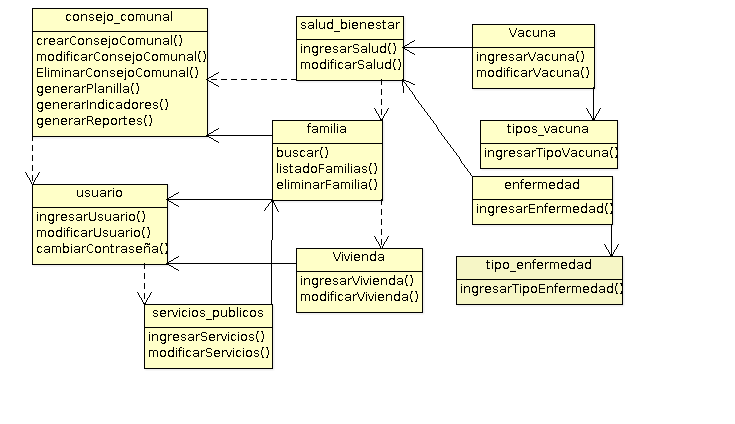 consejo_comunal
crearConsejoComunal()
modificarConsejoComunal()
EliminarConsejoComunal()
generarPlanilla()
generarIndicadores()
generarReportes()
salud_bienestar
ingresarSalud()
modificarSalud()
Vacuna
ingresarVacuna()
modificarVacuna()
familia
buscar()
listadoFamilias()
eliminarFamilia()
tipos_vacuna
ingresarTipoVacuna()
usuario
ingresarUsuario()
modificarUsuario()
cambiarContraseña()
enfermedad
ingresarEnfermedad()
Vivienda
ingresarVivienda()
modificarVivienda()
tipo_enfermedad
ingresarTipoEnfermedad()
servicios_publicos
ingresarServicios()
modificarServicios()